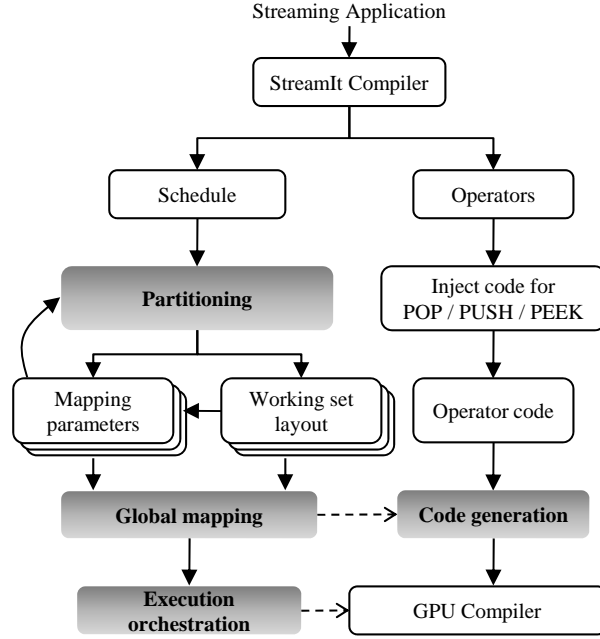 Streaming Application
StreamIt Compiler
Schedule
Operators
Partitioning
Inject code for
POP / PUSH / PEEK
Mapping
parameters
Working set
layout
Operator code
Global mapping
Code generation
Execution
orchestration
GPU Compiler